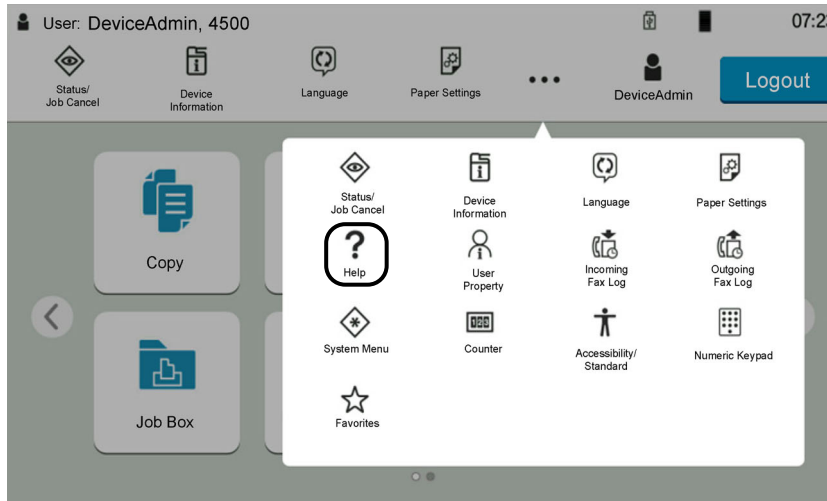 User: DeviceAdmin, 4500
07:23
Status/
Job Cancel
Device
Information
Language
Paper Settings
DeviceAdmin
Logout
Status/
Job Cancel
Device
Information
Language
Paper Settings
Copy
?
Help
User
Property
Incoming
Fax Log
Outgoing
Fax Log
System Menu
123
Counter
Accessibility/
Standard
Numeric Keypad
Job Box
Favorites